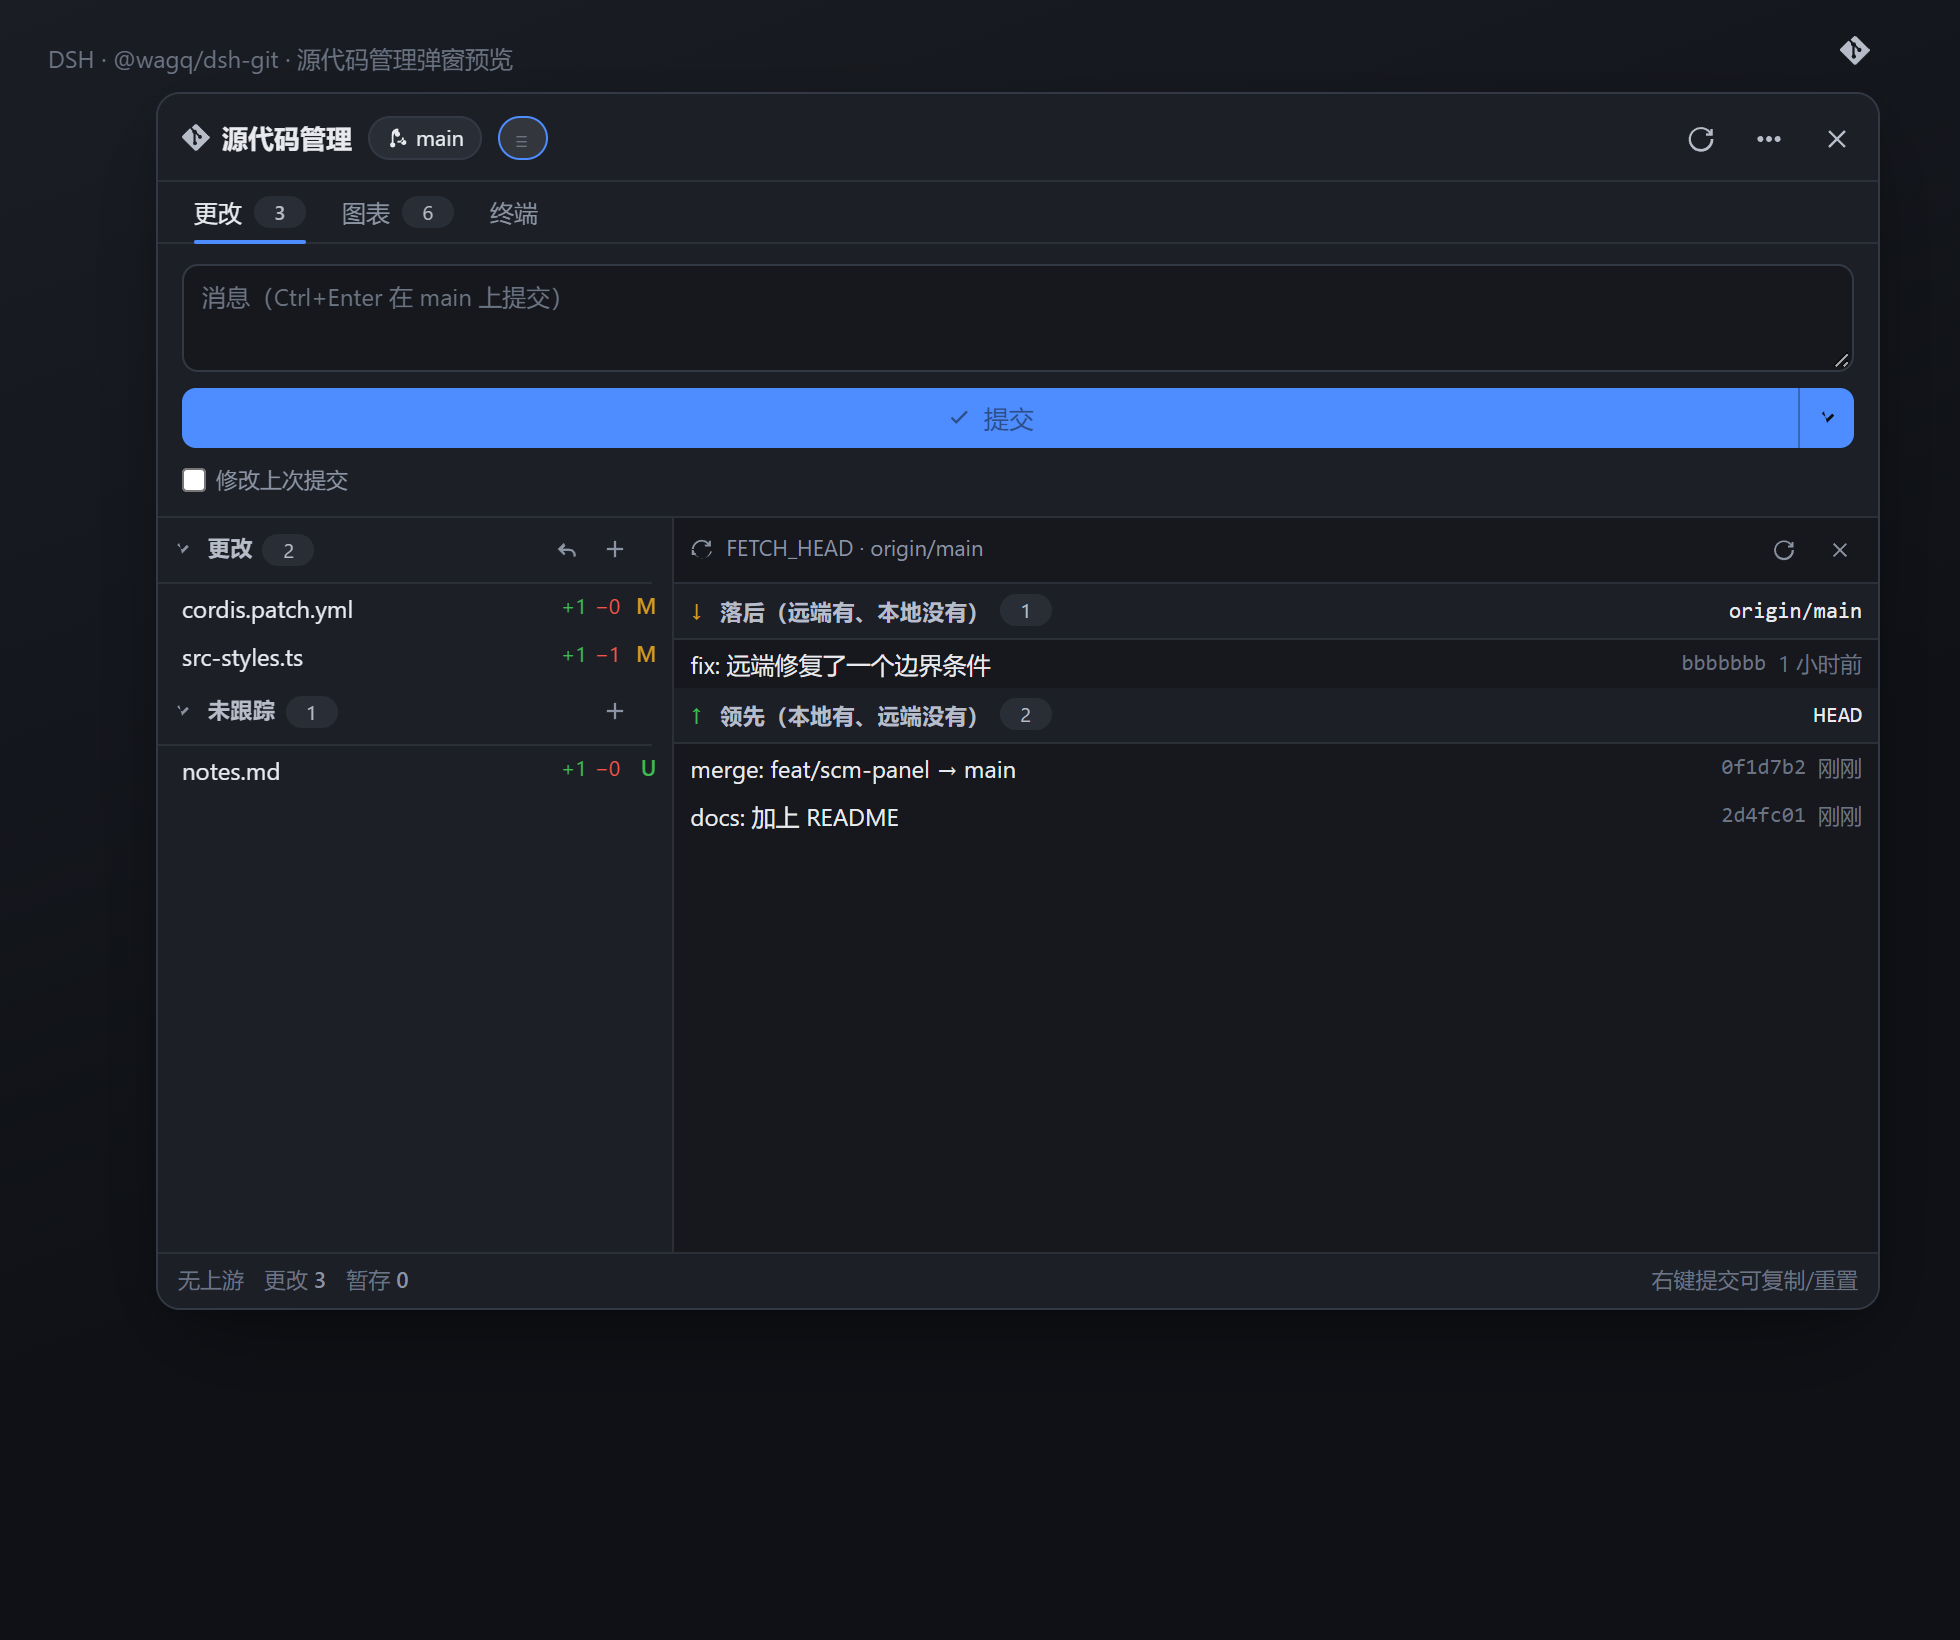 DSH · @wagq/dsh-git · 源代码管理弹窗预览
源代码管理 main
更改 3 图表 6 终端
消息（Ctrl+Enter 在 main 上提交）
提交
修改上次提交
更改 2
cordis.patch.yml +1 −0 M
src-styles.ts +1 −1 M
未跟踪 1
notes.md +1 −0 U
FETCH_HEAD · origin/main
↓ 落后（远端有、本地没有） 1 origin/main
fix: 远端修复了一个边界条件 bbbbbbb 1 小时前
↑ 领先（本地有、远端没有） 2 HEAD
merge: feat/scm-panel → main 0f1d7b2 刚刚
docs: 加上 README 2d4fc01 刚刚
无上游 更改 3 暂存 0 右键提交可复制/重置